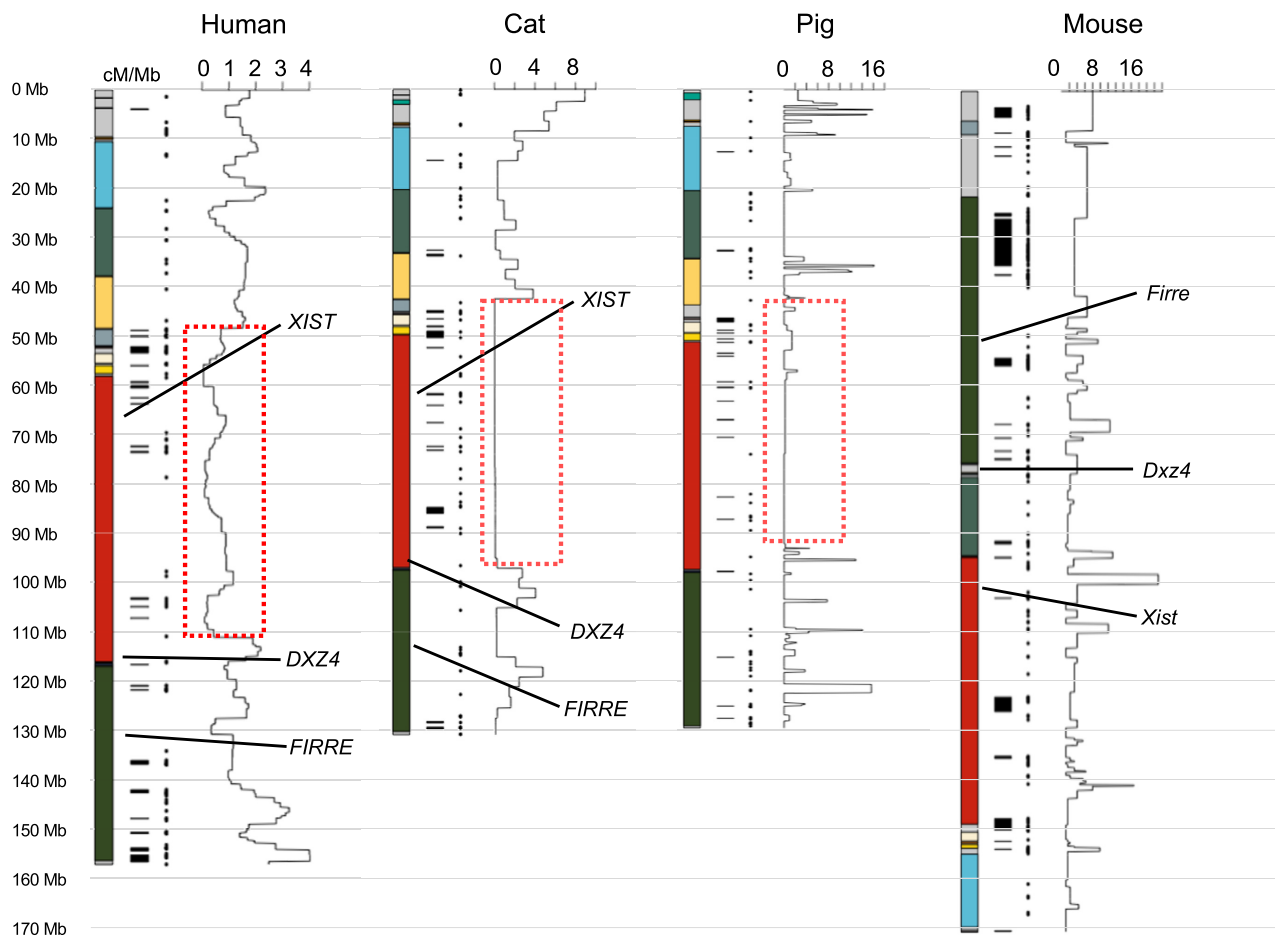 Human Cat Pig Mouse
cM/Mb 0 1 2 3 4 0 4 8 0 8 16 0 8 16
0 Mb
10 Mb
20 Mb
30 Mb
40 Mb
Firre
XIST
XIST
50 Mb
60 Mb
70 Mb
Dxz4
80 Mb
90 Mb
100 Mb
Xist
110 Mb
DXZ4
DXZ4
120 Mb
FIRRE
130 Mb
FIRRE
140 Mb
150 Mb
160 Mb
170 Mb